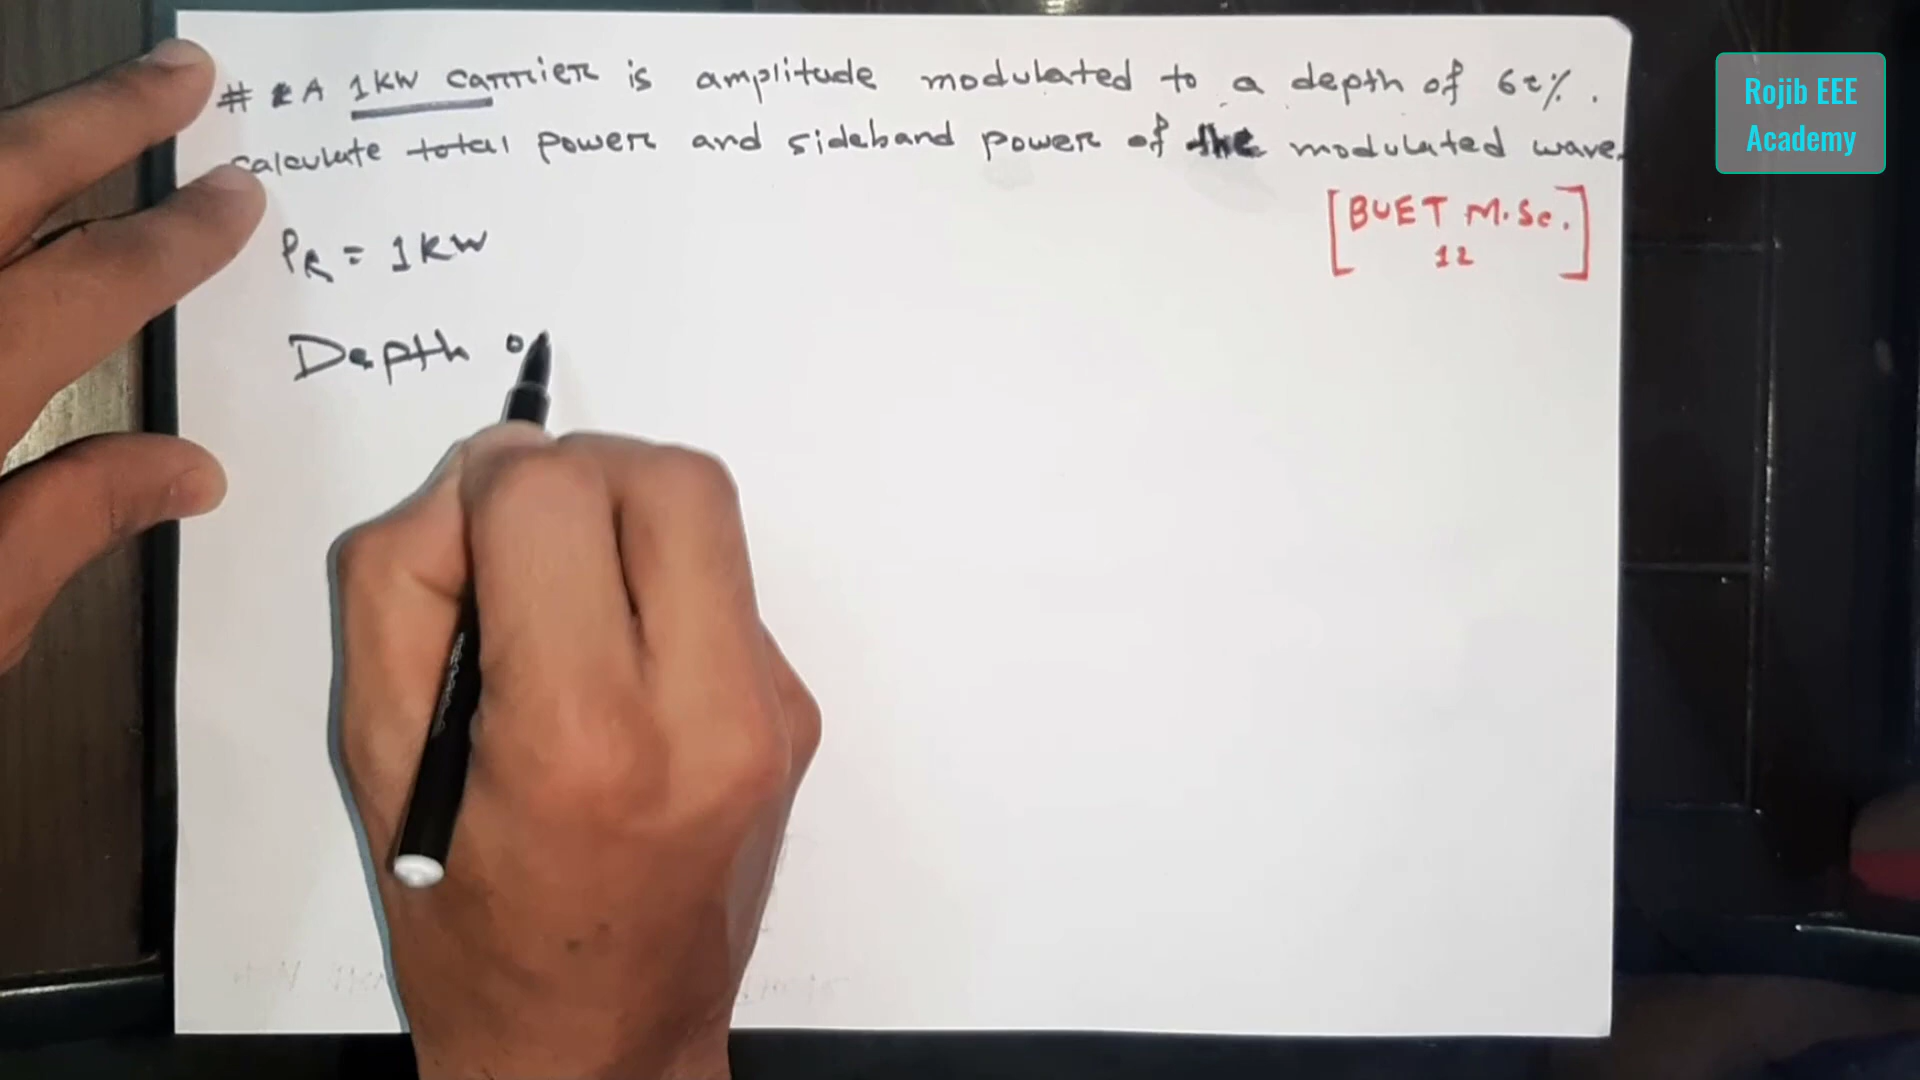 # A 1KW carrier is amplitude modulated to a depth of 60%.
calculate total power and sideband power of the modulated wave.
[BUET M.Sc.
12]
PR = 1KW
Depth o
Rojib EEE
Academy